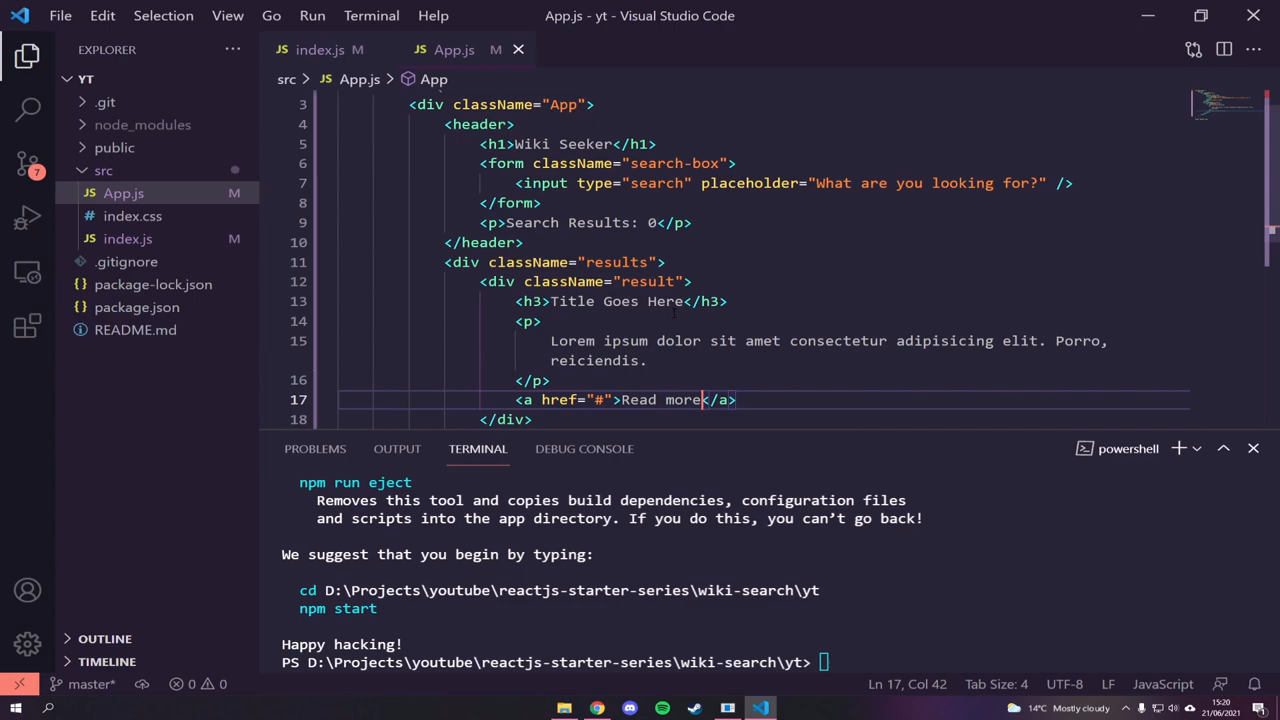 File Edit Selection View Go Run Terminal Help App.js - yt - Visual Studio Code
EXPLORER
index.js M
App.js M
src > JS App.js > App
YT
.git
node_modules
public
src
JS App.js M
# index.css
JS index.js M
.gitignore
{} package-lock.json
{} package.json
README.md
OUTLINE
TIMELINE
7
3 <div className="App">
4 <header>
5 <h1>Wiki Seeker</h1>
6 <form className="search-box">
7 <input type="search" placeholder="What are you looking for?" />
8 </form>
9 <p>Search Results: 0</p>
10 </header>
11 <div className="results">
12 <div className="result">
13 <h3>Title Goes Here</h3>
14 <p>
15 Lorem ipsum dolor sit amet consectetur adipisicing elit. Porro,
reiciendis.
16 </p>
17 <a href="#">Read more</a>
18 </div>
PROBLEMS OUTPUT TERMINAL DEBUG CONSOLE powershell
npm run eject
Removes this tool and copies build dependencies, configuration files
and scripts into the app directory. If you do this, you can’t go back!
We suggest that you begin by typing:
cd D:\Projects\youtube\reactjs-starter-series\wiki-search\yt
npm start
Happy hacking!
PS D:\Projects\youtube\reactjs-starter-series\wiki-search\yt>
master* 0 0 Ln 17, Col 42 Tab Size: 4 UTF-8 LF JavaScript
14°C Mostly cloudy
15:20
21/06/2021
1